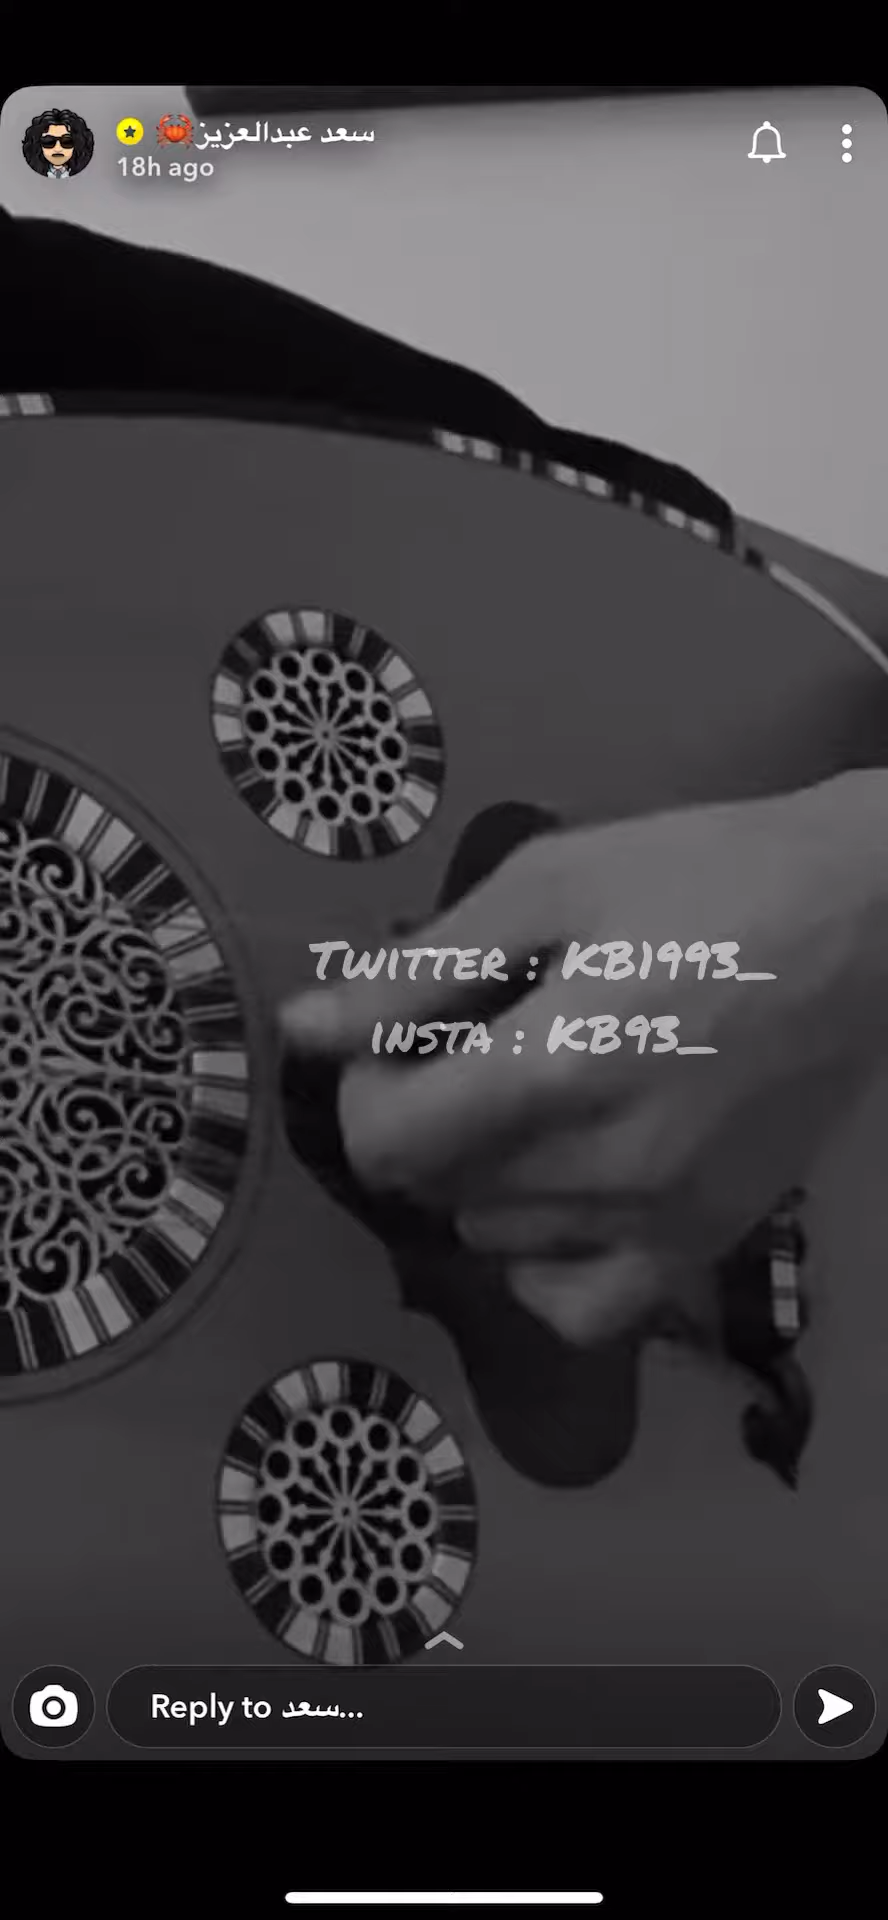 سعد عبدالعزيز🦀
18h ago
TWITTER : KB1993_
INSTA : KB93_
Reply to سعد...